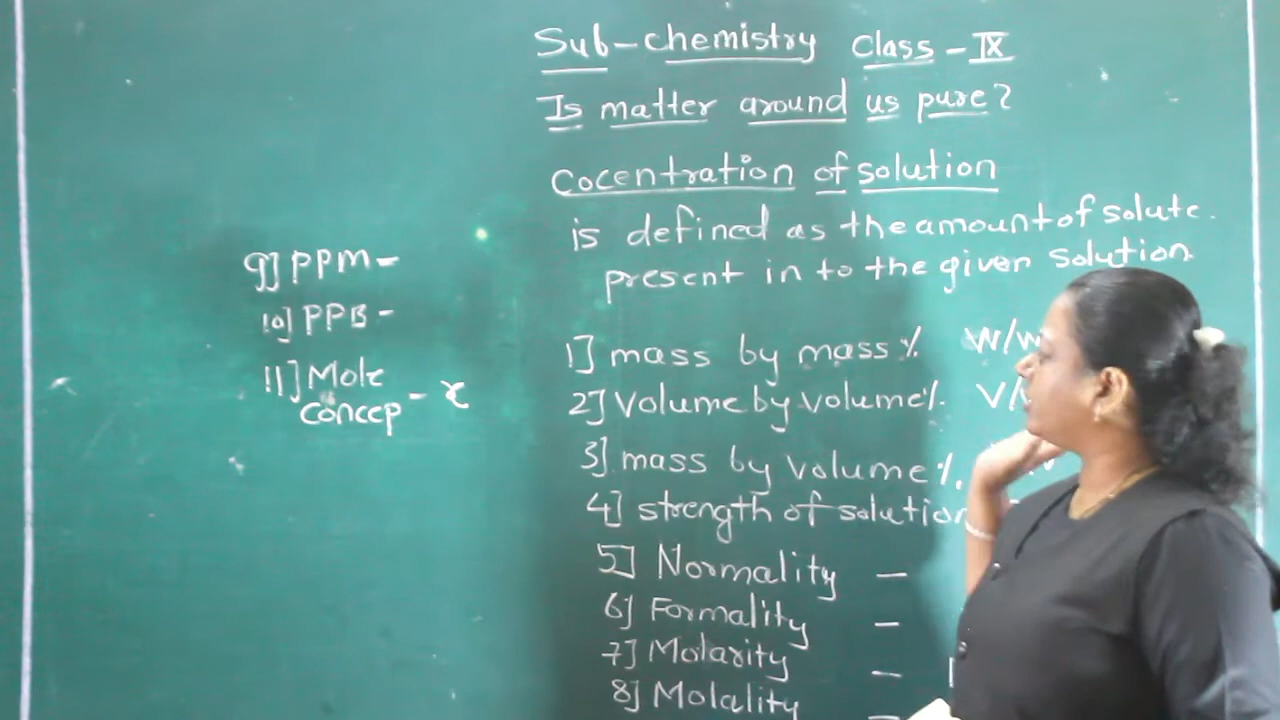 Sub-chemistry Class-IX
Is matter around us pure?
Cocentration of solution
is defined as the amount of solute.
present in to the given solution
1] mass by mass % W/W
2] Volume by volume % V/
3] mass by volume %.
4] strength of solution
5] Normality —
6] Formality —
7] Molarity —
8] Molality —
9] PPM -
10] PPB -
11] Mole
concep - x